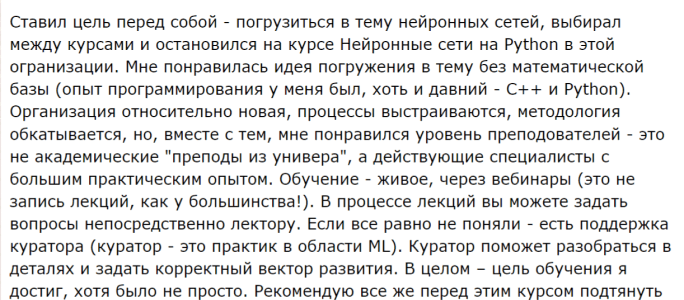 Ставил цель перед собой - погрузиться в тему нейронных сетей, выбирал
между курсами и остановился на курсе Нейронные сети на Python в этой
огранизации. Мне понравилась идея погружения в тему без математической
базы (опыт программирования у меня был, хоть и давний - C++ и Python).
Организация относительно новая, процессы выстраиваются, методология
обкатывается, но, вместе с тем, мне понравился уровень преподователей - это
не академические "преподы из универа", а действующие специалисты с
большим практическим опытом. Обучение - живое, через вебинары (это не
запись лекций, как у большинства!). В процессе лекций вы можете задать
вопросы непосредственно лектору. Если все равно не поняли - есть поддержка
куратора (куратор - это практик в области ML). Куратор поможет разобраться в
деталях и задать корректный вектор развития. В целом – цель обучения я
достиг, хотя было не просто. Рекомендую все же перед этим курсом подтянуть